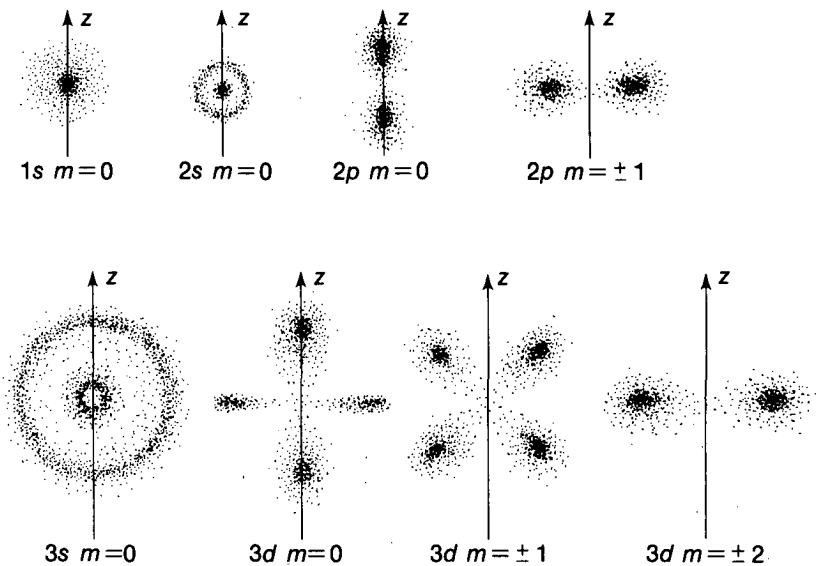 z z z z
1s m=0 2s m=0 2p m=0 2p m=±1
z z z z
3s m=0 3d m=0 3d m=±1 3d m=±2